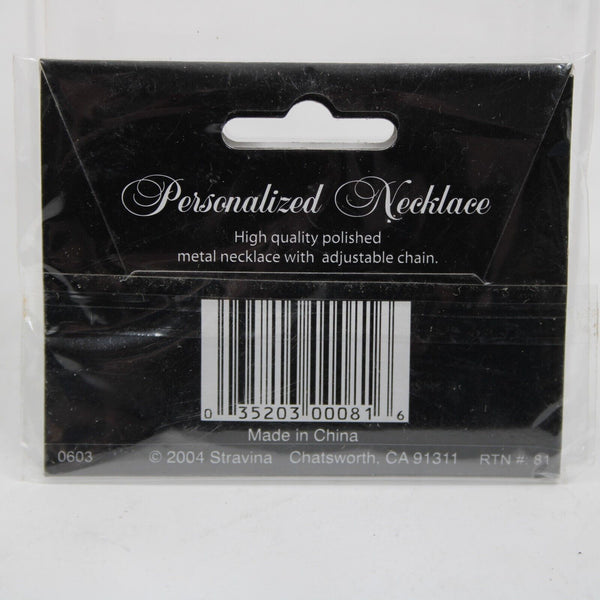 Personalized Necklace
High quality polished
metal necklace with adjustable chain.
0 35203 00081 6
Made in China
0603 © 2004 Stravina Chatsworth, CA 91311 RTN #: 81